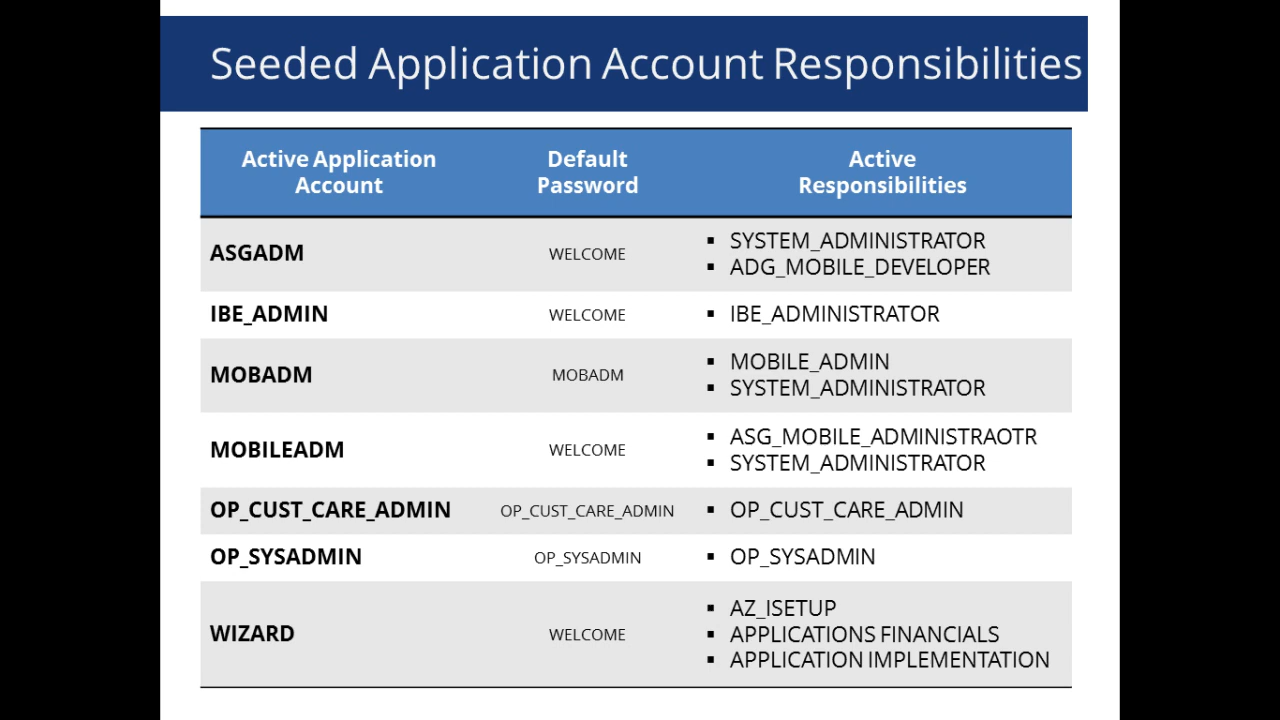 Seeded Application Account Responsibilities
Active Application
Account
Default
Password
Active
Responsibilities
ASGADM
WELCOME
▪ SYSTEM_ADMINISTRATOR
▪ ADG_MOBILE_DEVELOPER
IBE_ADMIN
WELCOME
▪ IBE_ADMINISTRATOR
MOBADM
MOBADM
▪ MOBILE_ADMIN
▪ SYSTEM_ADMINISTRATOR
MOBILEADM
WELCOME
▪ ASG_MOBILE_ADMINISTRAOTR
▪ SYSTEM_ADMINISTRATOR
OP_CUST_CARE_ADMIN
OP_CUST_CARE_ADMIN
▪ OP_CUST_CARE_ADMIN
OP_SYSADMIN
OP_SYSADMIN
▪ OP_SYSADMIN
WIZARD
WELCOME
▪ AZ_ISETUP
▪ APPLICATIONS FINANCIALS
▪ APPLICATION IMPLEMENTATION